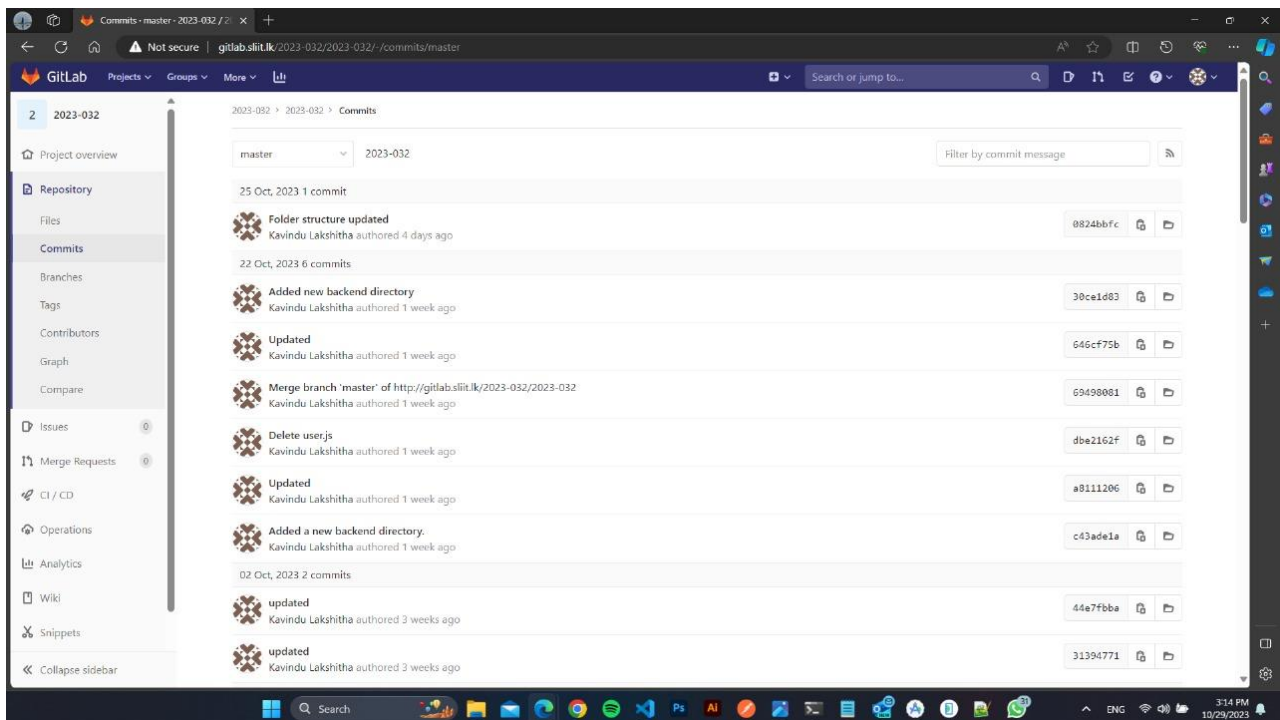 Commits · master · 2023-032 / 2
Not secure | gitlab.sliit.lk/2023-032/2023-032/-/commits/master
GitLab Projects Groups More Search or jump to...
2 2023-032
2023-032 > 2023-032 > Commits
Project overview
master 2023-032 Filter by commit message
Repository
25 Oct, 2023 1 commit
Files
Folder structure updated
0824bbfc
Kavindu Lakshitha authored 4 days ago
Commits
22 Oct, 2023 6 commits
Branches
Added new backend directory
30ce1d83
Tags
Kavindu Lakshitha authored 1 week ago
Contributors
Updated
646cf75b
Kavindu Lakshitha authored 1 week ago
Graph
Compare
Merge branch 'master' of http://gitlab.sliit.lk/2023-032/2023-032
69498081
Kavindu Lakshitha authored 1 week ago
Issues 0
Delete user.js
dbe2162f
Kavindu Lakshitha authored 1 week ago
Merge Requests 0
Updated
a8111206
CI / CD
Kavindu Lakshitha authored 1 week ago
Operations
Added a new backend directory.
c43ade1a
Kavindu Lakshitha authored 1 week ago
Analytics
02 Oct, 2023 2 commits
Wiki
updated
44e7fbba
Kavindu Lakshitha authored 3 weeks ago
Snippets
updated
31394771
Kavindu Lakshitha authored 3 weeks ago
Collapse sidebar
Search
Ps
Ai
ENG
3:14 PM
10/29/2023